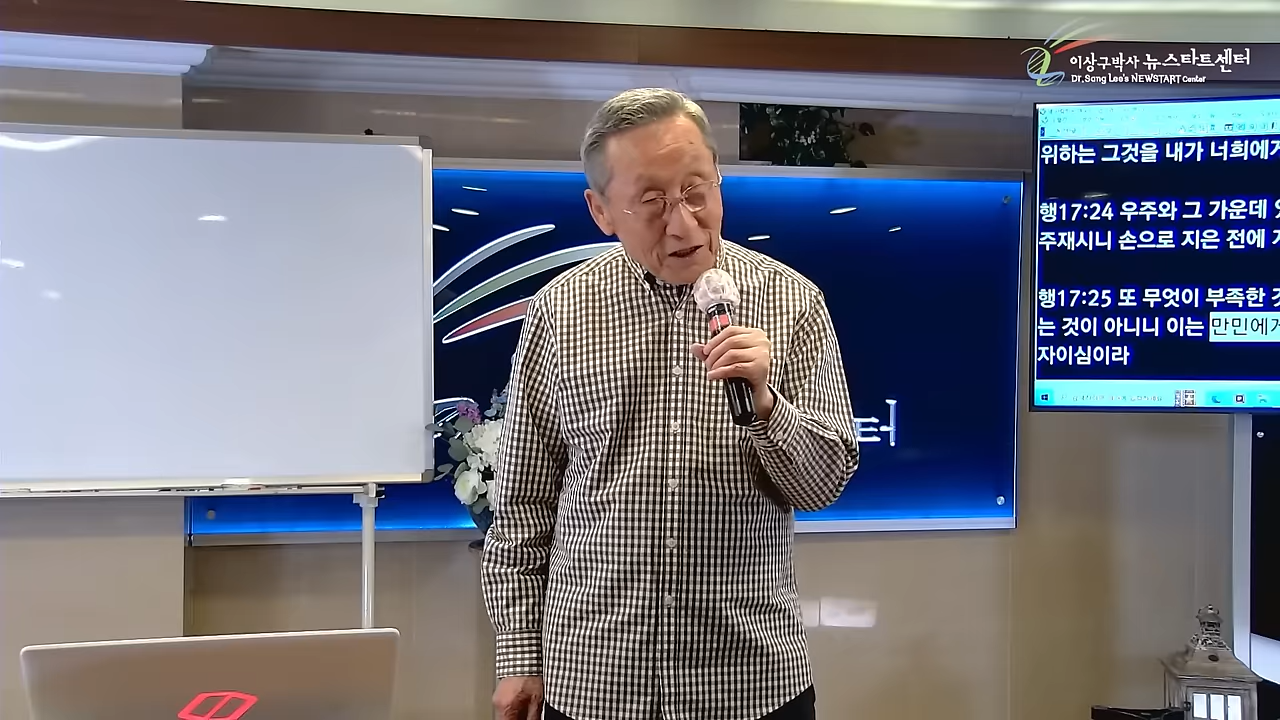 이상구박사 뉴스타트센터
Dr. Sang Lee's NEWSTART Center
위하는 그것을 내가 너희에게
행17:24 우주와 그 가운데
주재시니 손으로 지은 전에
행17:25 또 무엇이 부족한
는 것이 아니니 이는 만민에게
자이심이라